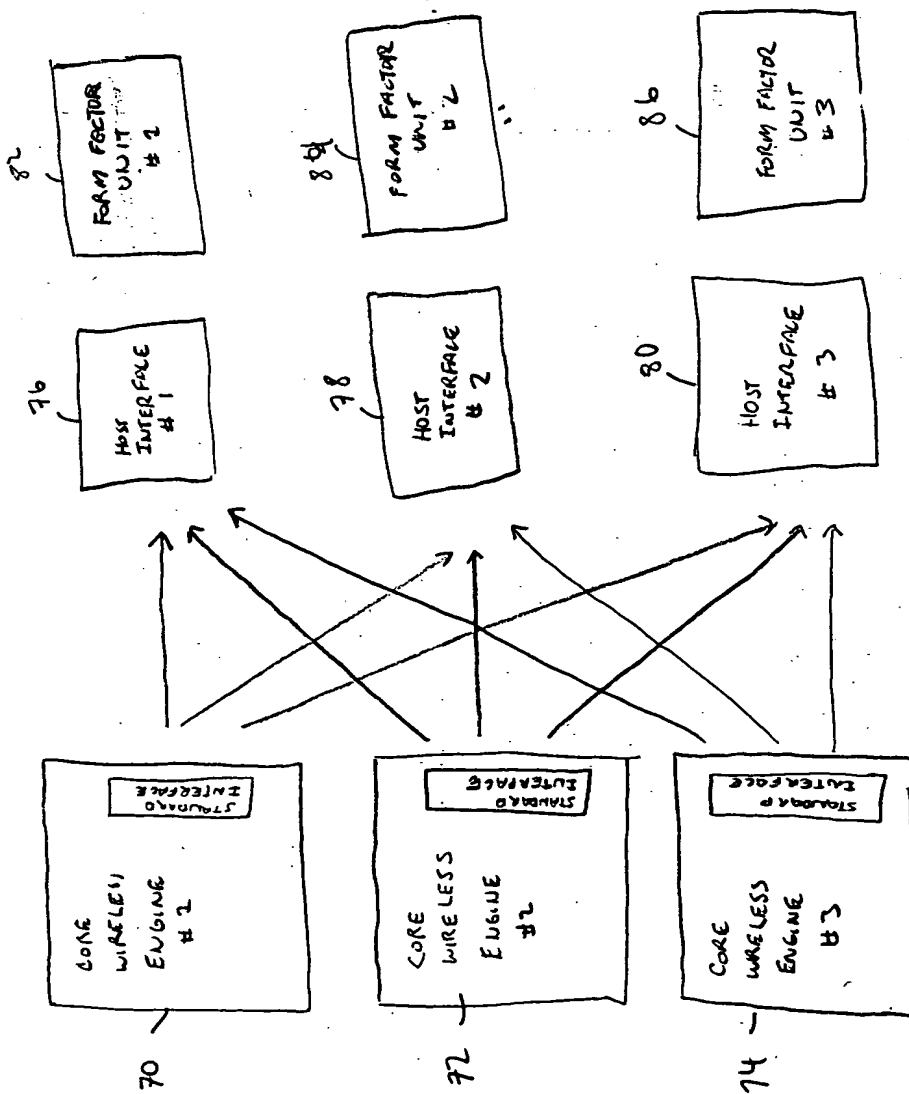 70
CORE
WIRELESS
ENGINE
#2
STANDARD
INTERFACE
76
HOST
INTERFACE
#1
82
FORM FACTOR
UNIT
#2
72
CORE
WIRELESS
ENGINE
#2
STANDARD
INTERFACE
78
HOST
INTERFACE
#2
84
FORM FACTOR
UNIT
#2
74
CORE
WIRELESS
ENGINE
#3
STANDARD
INTERFACE
80
HOST
INTERFACE
#3
86
FORM FACTOR
UNIT
#3